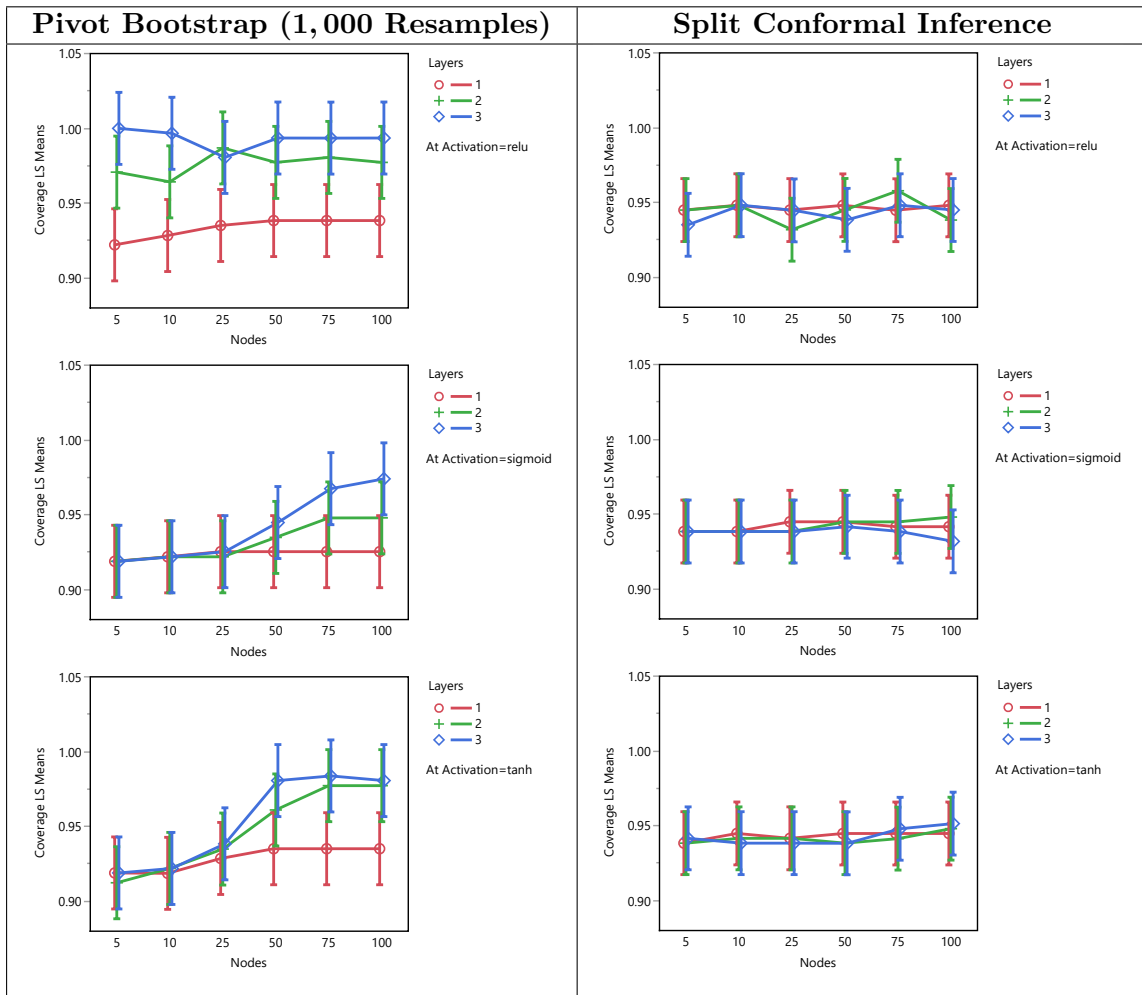 Pivot Bootstrap (1,000 Resamples)
Split Conformal Inference
1.05
1.00
0.95
0.90
Coverage LS Means
5 10 25 50 75 100
Nodes
Layers
1
2
3
At Activation=relu
1.05
1.00
0.95
0.90
Coverage LS Means
5 10 25 50 75 100
Nodes
Layers
1
2
3
At Activation=relu
1.05
1.00
0.95
0.90
Coverage LS Means
5 10 25 50 75 100
Nodes
Layers
1
2
3
At Activation=sigmoid
1.05
1.00
0.95
0.90
Coverage LS Means
5 10 25 50 75 100
Nodes
Layers
1
2
3
At Activation=sigmoid
1.05
1.00
0.95
0.90
Coverage LS Means
5 10 25 50 75 100
Nodes
Layers
1
2
3
At Activation=tanh
1.05
1.00
0.95
0.90
Coverage LS Means
5 10 25 50 75 100
Nodes
Layers
1
2
3
At Activation=tanh